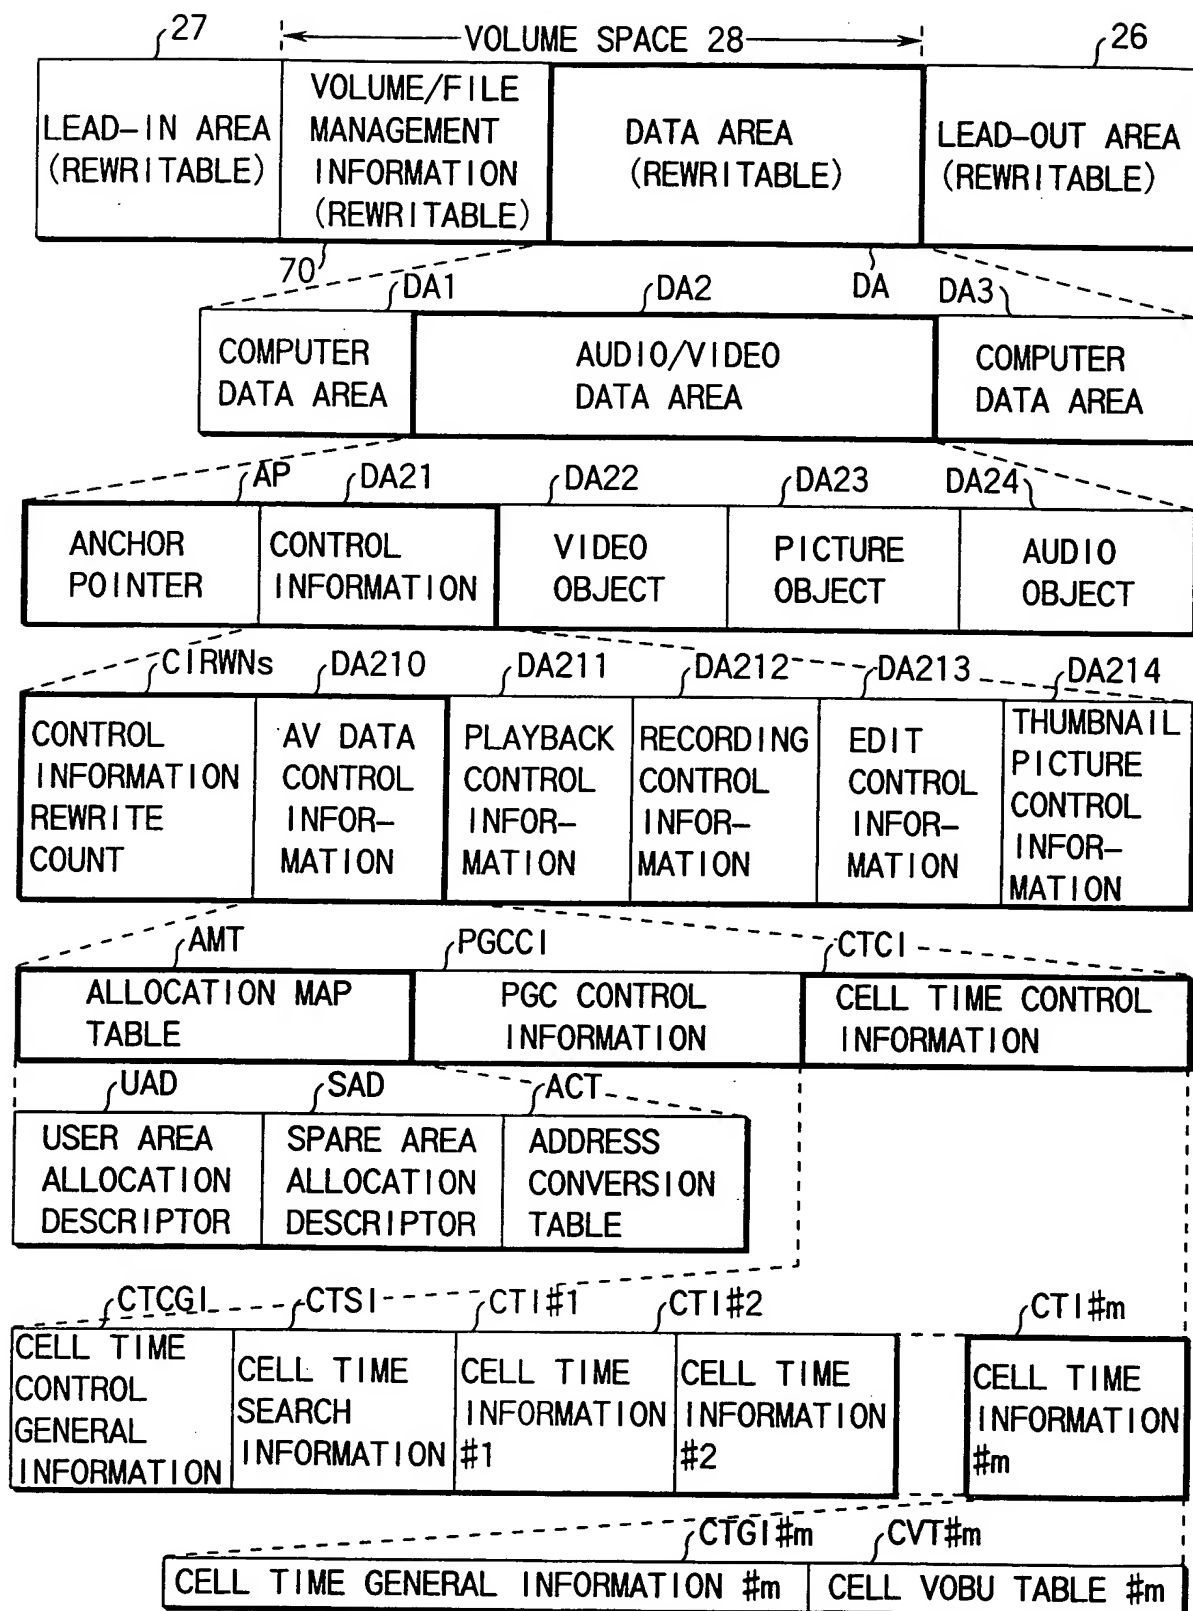 27
VOLUME SPACE 28
26
LEAD-IN AREA
(REWRITABLE)
VOLUME/FILE
MANAGEMENT
INFORMATION
(REWRITABLE)
DATA AREA
(REWRITABLE)
LEAD-OUT AREA
(REWRITABLE)
70
DA
DA1
DA2
DA3
COMPUTER
DATA AREA
AUDIO/VIDEO
DATA AREA
COMPUTER
DATA AREA
AP
DA21
DA22
DA23
DA24
ANCHOR
POINTER
CONTROL
INFORMATION
VIDEO
OBJECT
PICTURE
OBJECT
AUDIO
OBJECT
CIRWNs
DA210
DA211
DA212
DA213
DA214
CONTROL
INFORMATION
REWRITE
COUNT
AV DATA
CONTROL
INFOR-
MATION
PLAYBACK
CONTROL
INFOR-
MATION
RECORDING
CONTROL
INFOR-
MATION
EDIT
CONTROL
INFOR-
MATION
THUMBNAIL
PICTURE
CONTROL
INFOR-
MATION
AMT
PGCCI
CTCI
ALLOCATION MAP
TABLE
PGC CONTROL
INFORMATION
CELL TIME CONTROL
INFORMATION
UAD
SAD
ACT
USER AREA
ALLOCATION
DESCRIPTOR
SPARE AREA
ALLOCATION
DESCRIPTOR
ADDRESS
CONVERSION
TABLE
CTCGI
CTSI
CTI#1
CTI#2
CTI#m
CELL TIME
CONTROL
GENERAL
INFORMATION
CELL TIME
SEARCH
INFORMATION
CELL TIME
INFORMATION
#1
CELL TIME
INFORMATION
#2
CELL TIME
INFORMATION
#m
CTGI#m
CVT#m
CELL TIME GENERAL INFORMATION #m
CELL VOBU TABLE #m